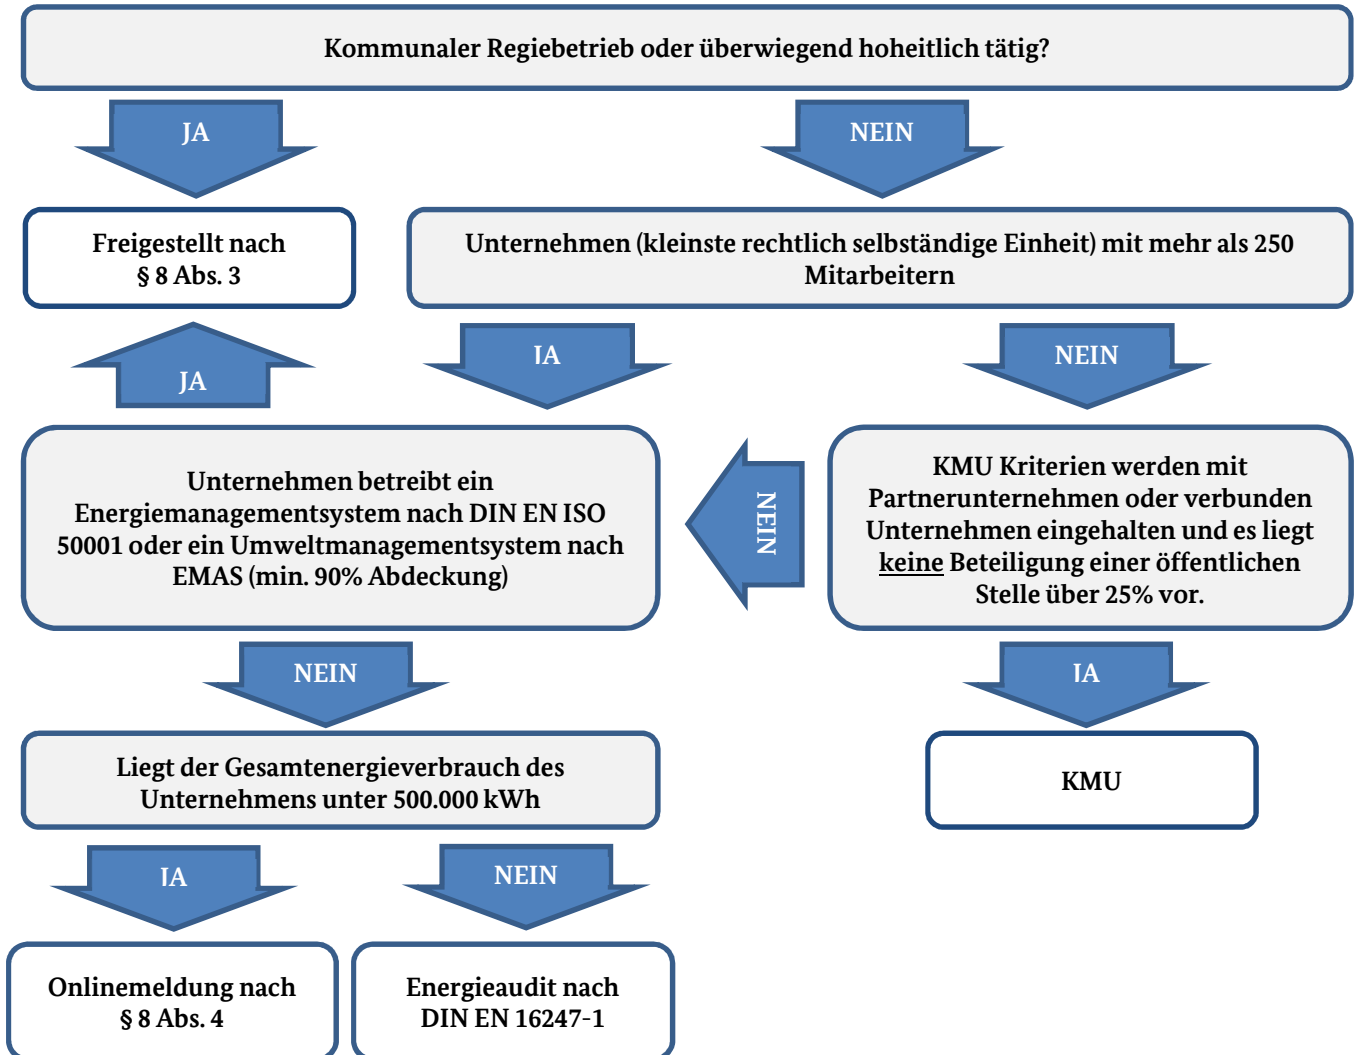 Kommunaler Regiebetrieb oder überwiegend hoheitlich tätig?
JA
NEIN
Freigestellt nach
§ 8 Abs. 3
Unternehmen (kleinste rechtlich selbständige Einheit) mit mehr als 250
Mitarbeitern
JA
JA
NEIN
Unternehmen betreibt ein
Energiemanagementsystem nach DIN EN ISO
50001 oder ein Umweltmanagementsystem nach
EMAS (min. 90% Abdeckung)
NEIN
KMU Kriterien werden mit
Partnerunternehmen oder verbunden
Unternehmen eingehalten und es liegt
keine Beteiligung einer öffentlichen
Stelle über 25% vor.
NEIN
JA
Liegt der Gesamtenergieverbrauch des
Unternehmens unter 500.000 kWh
KMU
JA
NEIN
Onlinemeldung nach
§ 8 Abs. 4
Energieaudit nach
DIN EN 16247-1